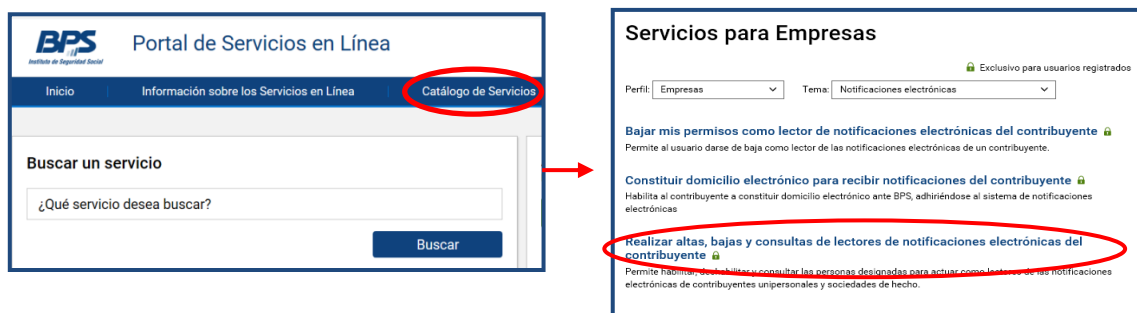 BPS
Instituto de Seguridad Social
Portal de Servicios en Línea
Inicio
Información sobre los Servicios en Línea
Catálogo de Servicios
Buscar un servicio
¿Qué servicio desea buscar?
Buscar
Servicios para Empresas
Exclusivo para usuarios registrados
Perfil: Empresas Tema: Notificaciones electrónicas
Bajar mis permisos como lector de notificaciones electrónicas del contribuyente
Permite al usuario darse de baja como lector de las notificaciones electrónicas de un contribuyente.
Constituir domicilio electrónico para recibir notificaciones del contribuyente
Habilita al contribuyente a constituir domicilio electrónico ante BPS, adhiriéndose al sistema de notificaciones
electrónicas
Realizar altas, bajas y consultas de lectores de notificaciones electrónicas del
contribuyente
Permite habilitar, deshabilitar y consultar las personas designadas para actuar como lectores de las notificaciones
electrónicas de contribuyentes unipersonales y sociedades de hecho.